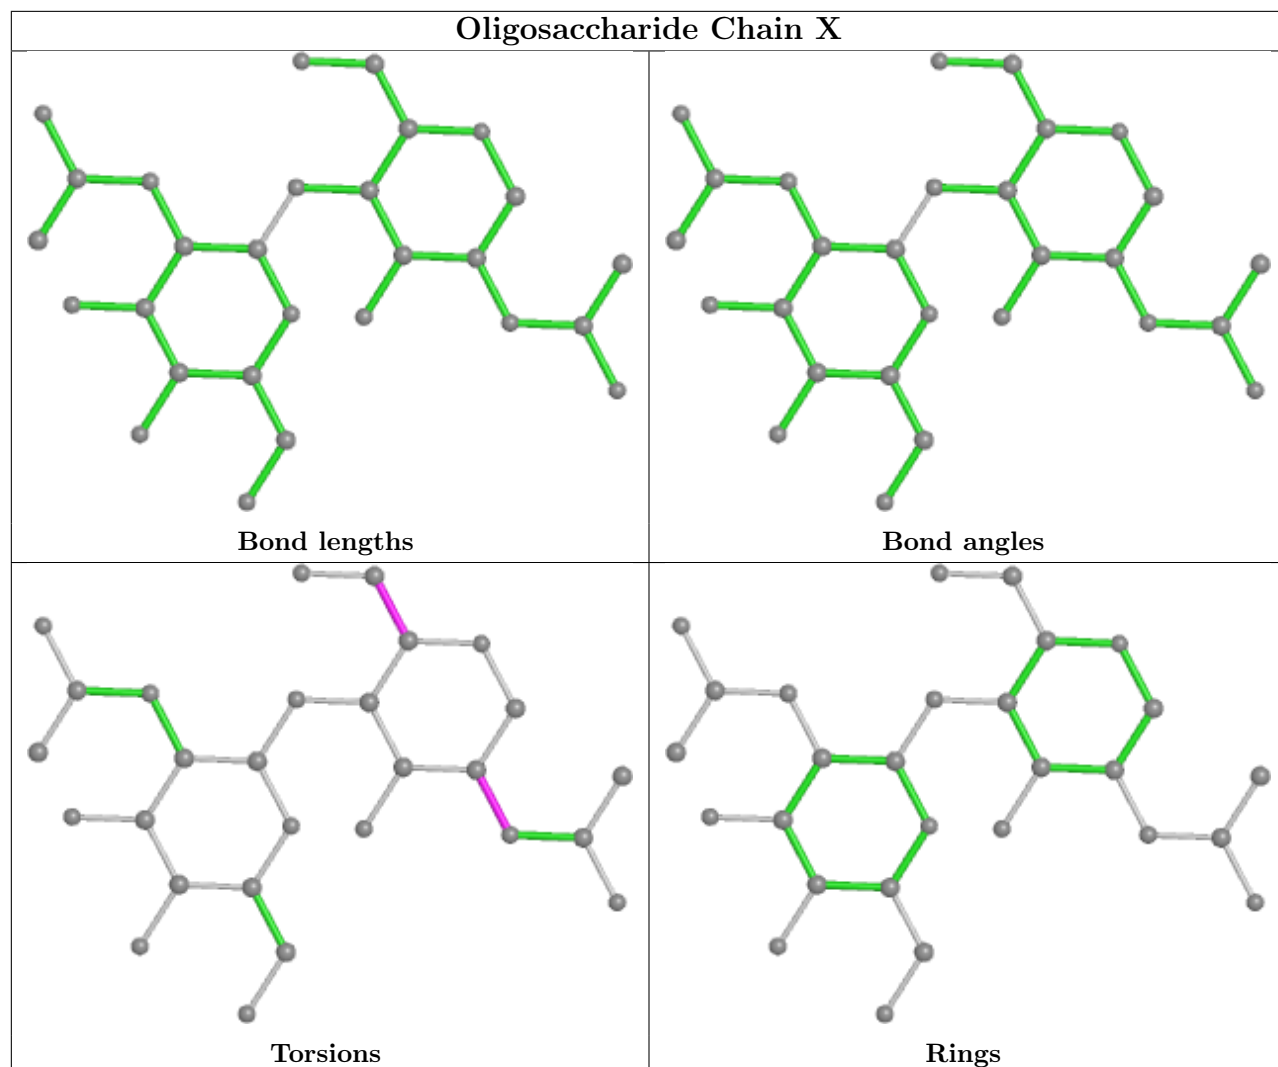 Oligosaccharide Chain X
Bond lengths
Bond angles
Torsions
Rings